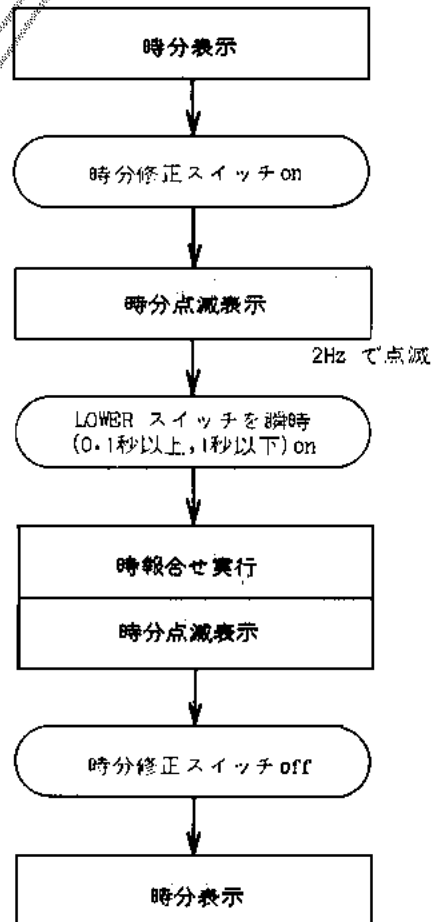 時分表示
時分修正スイッチon
時分点滅表示
2Hz で点滅
LOWER スイッチを瞬時
(0.1秒以上,1秒以下)on
時報合せ実行
時分点滅表示
時分修正スイッチoff
時分表示